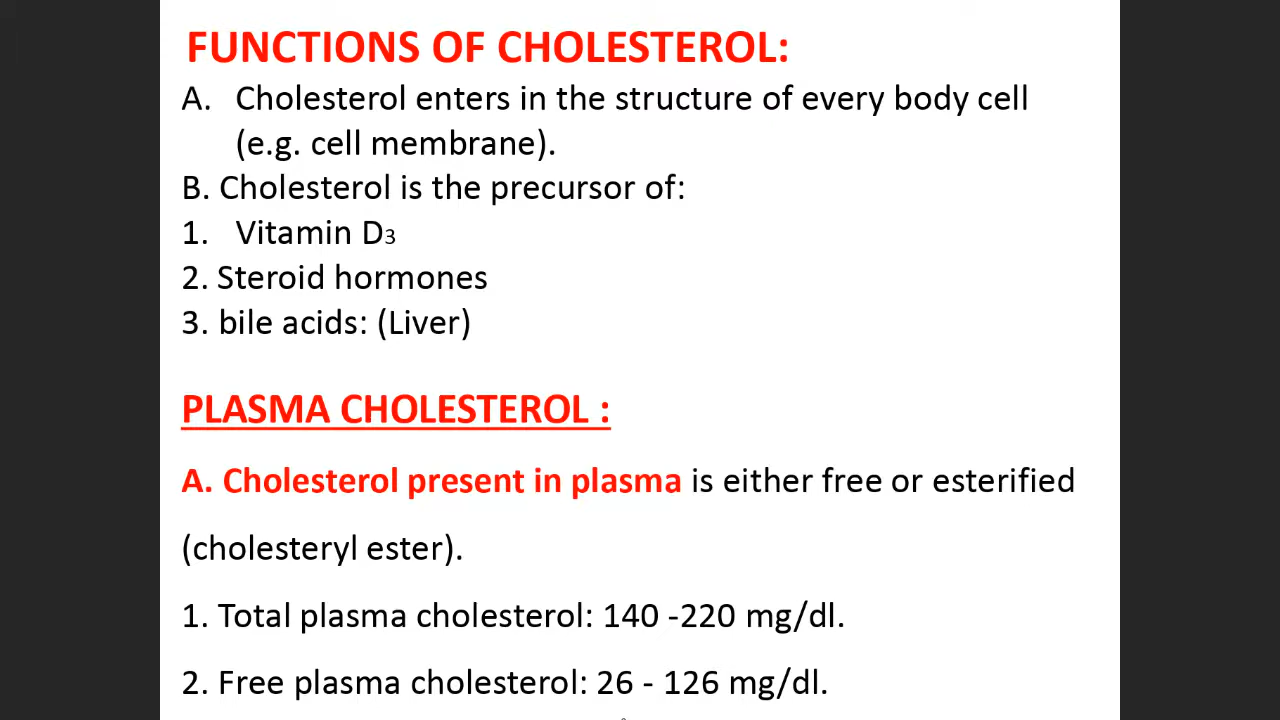 FUNCTIONS OF CHOLESTEROL:
A. Cholesterol enters in the structure of every body cell
(e.g. cell membrane).
B. Cholesterol is the precursor of:
1. Vitamin D3
2. Steroid hormones
3. bile acids: (Liver)
PLASMA CHOLESTEROL :
A. Cholesterol present in plasma is either free or esterified
(cholesteryl ester).
1. Total plasma cholesterol: 140 -220 mg/dl.
2. Free plasma cholesterol: 26 - 126 mg/dl.